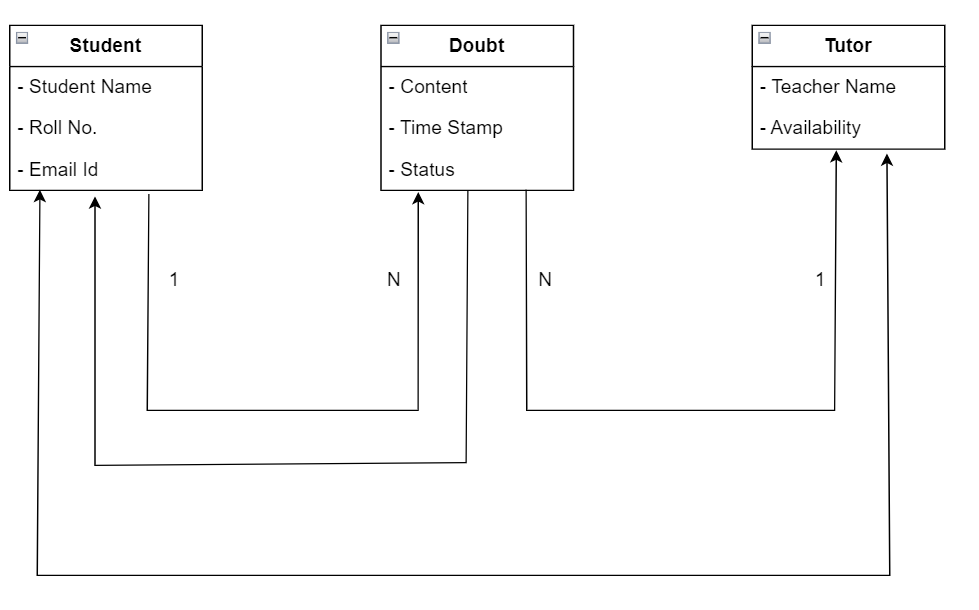 Student
- Student Name
- Roll No.
- Email Id
Doubt
- Content
- Time Stamp
- Status
Tutor
- Teacher Name
- Availability
1
N
N
1